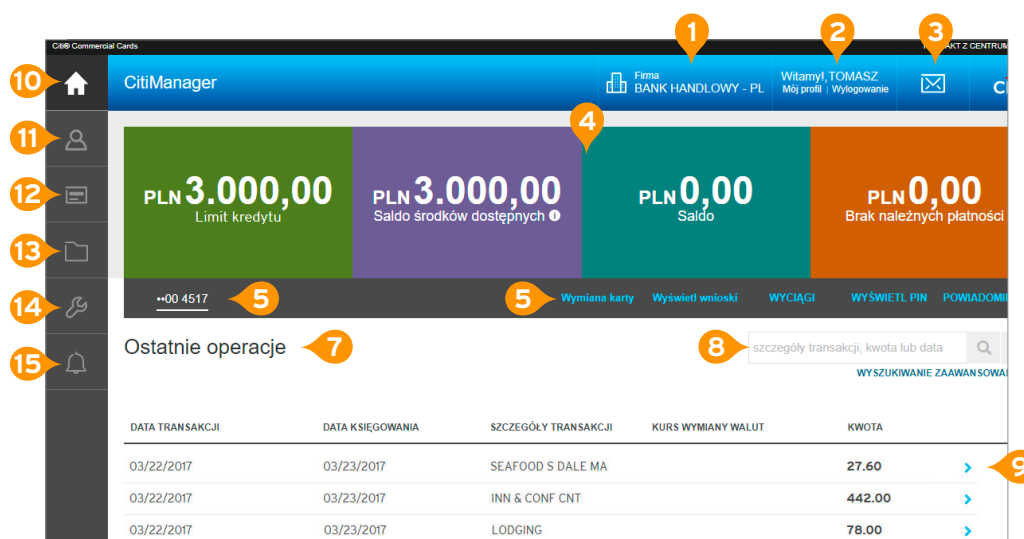 1 2 3
Citi® Commercial Cards AKT Z CENTRUM
10 CitiManager Firma Witamy!, TOMASZ
BANK HANDLOWY - PL Mój profil | Wylogowanie
4
11
12 PLN 3.000,00 PLN 3.000,00 PLN 0,00 PLN 0,00
Limit kredytu Saldo środków dostępnych Saldo Brak należnych płatności
13
14 ••00 4517 5 5 Wymiana karty Wyświetl wnioski WYCIĄGI WYŚWIETL PIN POWIADOMIE
15 Ostatnie operacje 7 8 szczegóły transakcji, kwota lub data
WYSZUKIWANIE ZAAWANSOWA
DATA TRANSAKCJI DATA KSIĘGOWANIA SZCZEGÓŁY TRANSAKCJI KURS WYMIANY WALUT KWOTA
03/22/2017 03/23/2017 SEAFOOD S DALE MA 27.60 9
03/22/2017 03/23/2017 INN & CONF CNT 442.00
03/22/2017 03/23/2017 LODGING 78.00